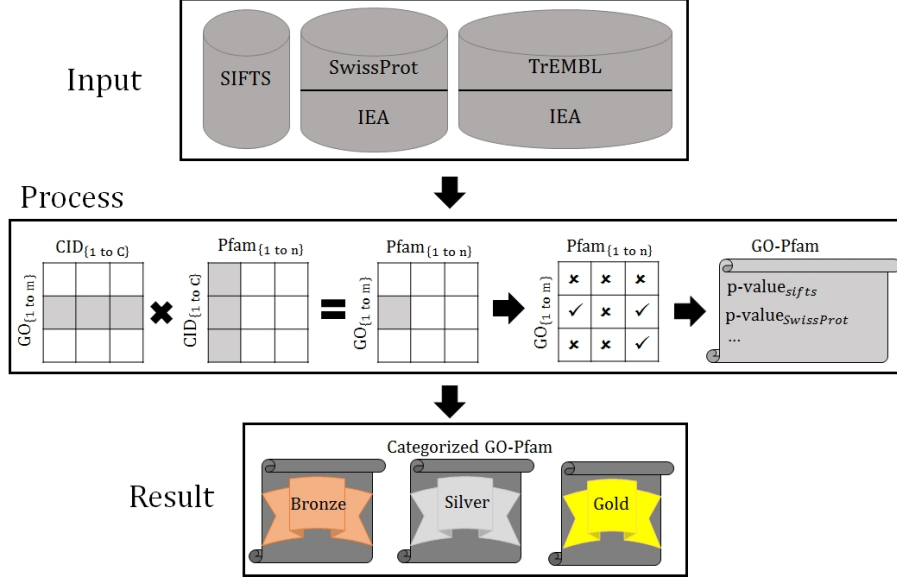 Input
SIFTS
SwissProt
IEA
TrEMBL
IEA
Process
CID{1 to C}
GO{1 to m}
Pfam{1 to n}
CID{1 to C}
Pfam{1 to n}
GO{1 to m}
Pfam{1 to n}
GO{1 to m}
✘ ✘ ✘
✓ ✘ ✓
✘ ✘ ✓
GO-Pfam
p-value_sifts
p-value_SwissProt
...
Result
Categorized GO-Pfam
Bronze
Silver
Gold